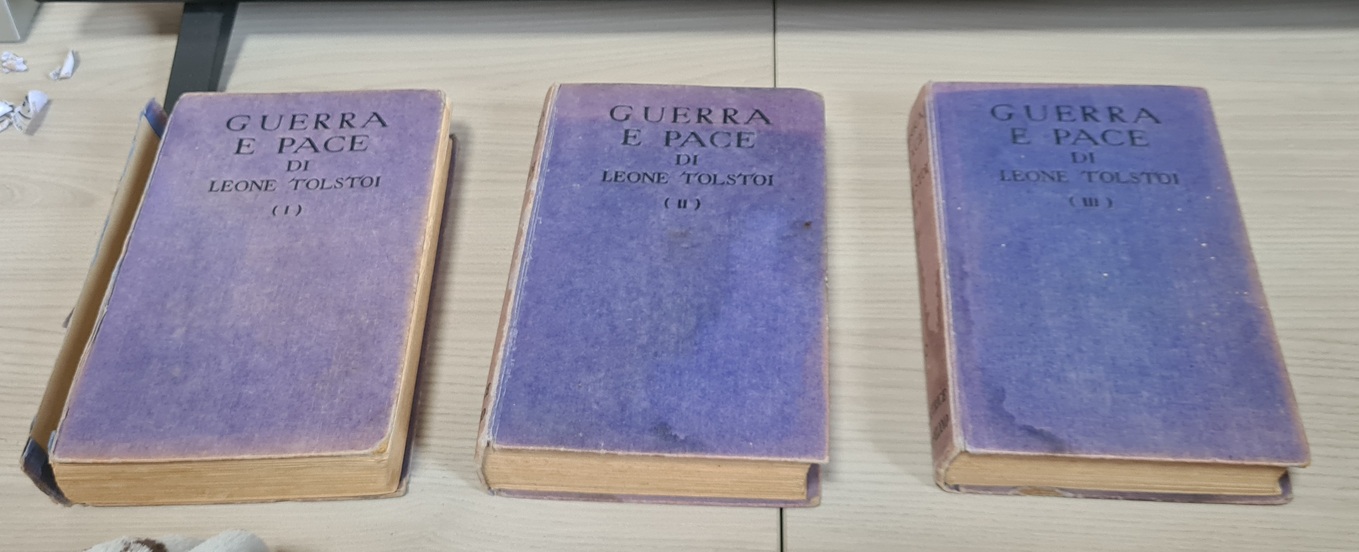 GUERRA
E PACE
DI
LEONE TOLSTOI
( I )
GUERRA
E PACE
DI
LEONE TOLSTOI
( II )
GUERRA
E PACE
DI
LEONE TOLSTOI
( III )